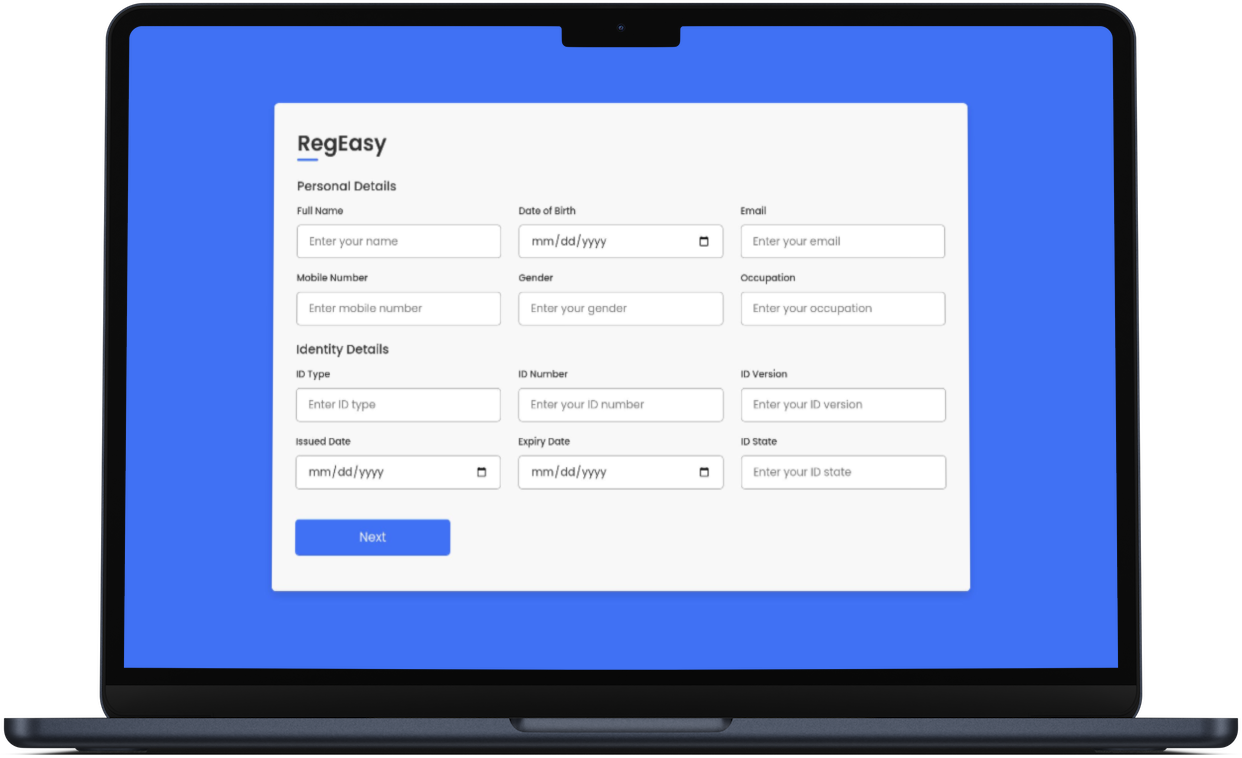 RegEasy
Personal Details
Full Name Date of Birth Email
Enter your name mm/dd/yyyy Enter your email
Mobile Number Gender Occupation
Enter mobile number Enter your gender Enter your occupation
Identity Details
ID Type ID Number ID Version
Enter ID type Enter your ID number Enter your ID version
Issued Date Expiry Date ID State
mm/dd/yyyy mm/dd/yyyy Enter your ID state
Next